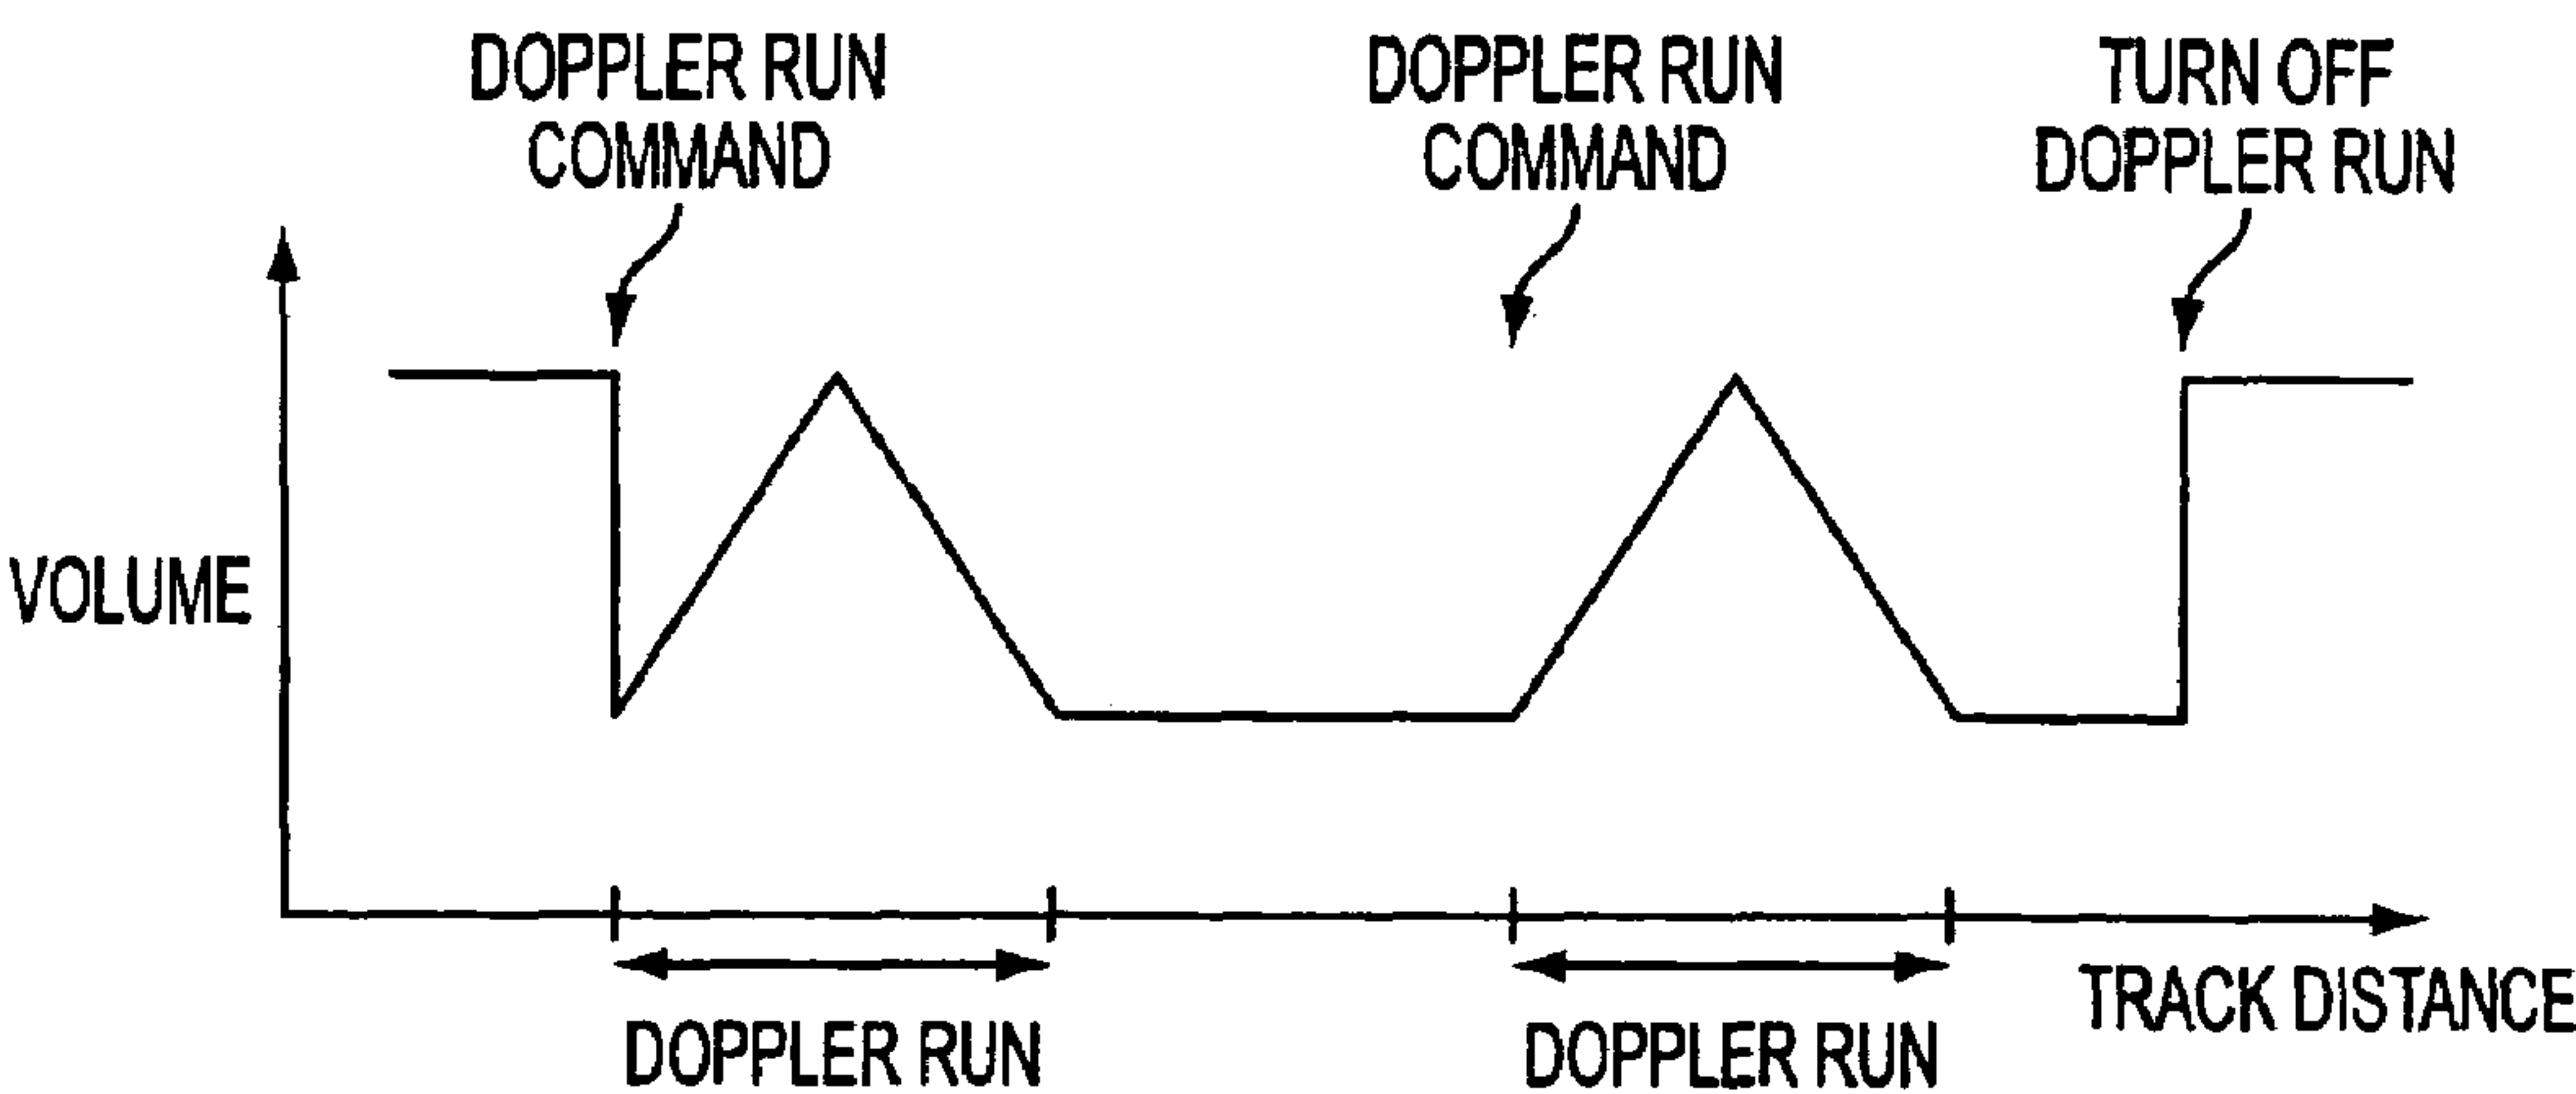 DOPPLER RUN
COMMAND
DOPPLER RUN
COMMAND
TURN OFF
DOPPLER RUN
VOLUME
TRACK DISTANCE
DOPPLER RUN
DOPPLER RUN